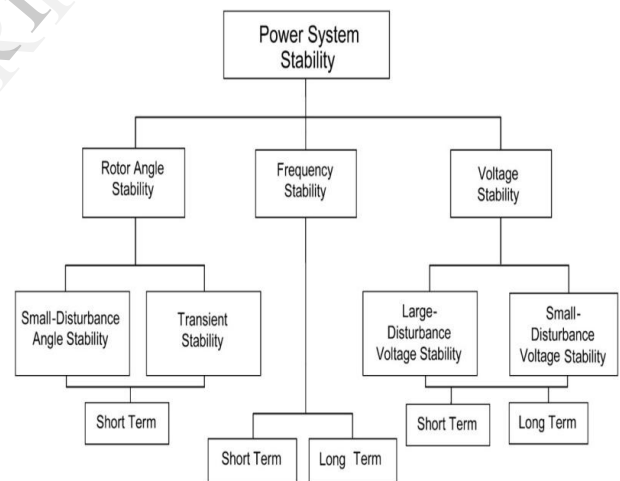 Power System
Stability
Rotor Angle
Stability
Frequency
Stability
Voltage
Stability
Small-Disturbance
Angle Stability
Transient
Stability
Large-
Disturbance
Voltage Stability
Small-
Disturbance
Voltage Stability
Short Term
Short Term
Long Term
Short Term
Long Term